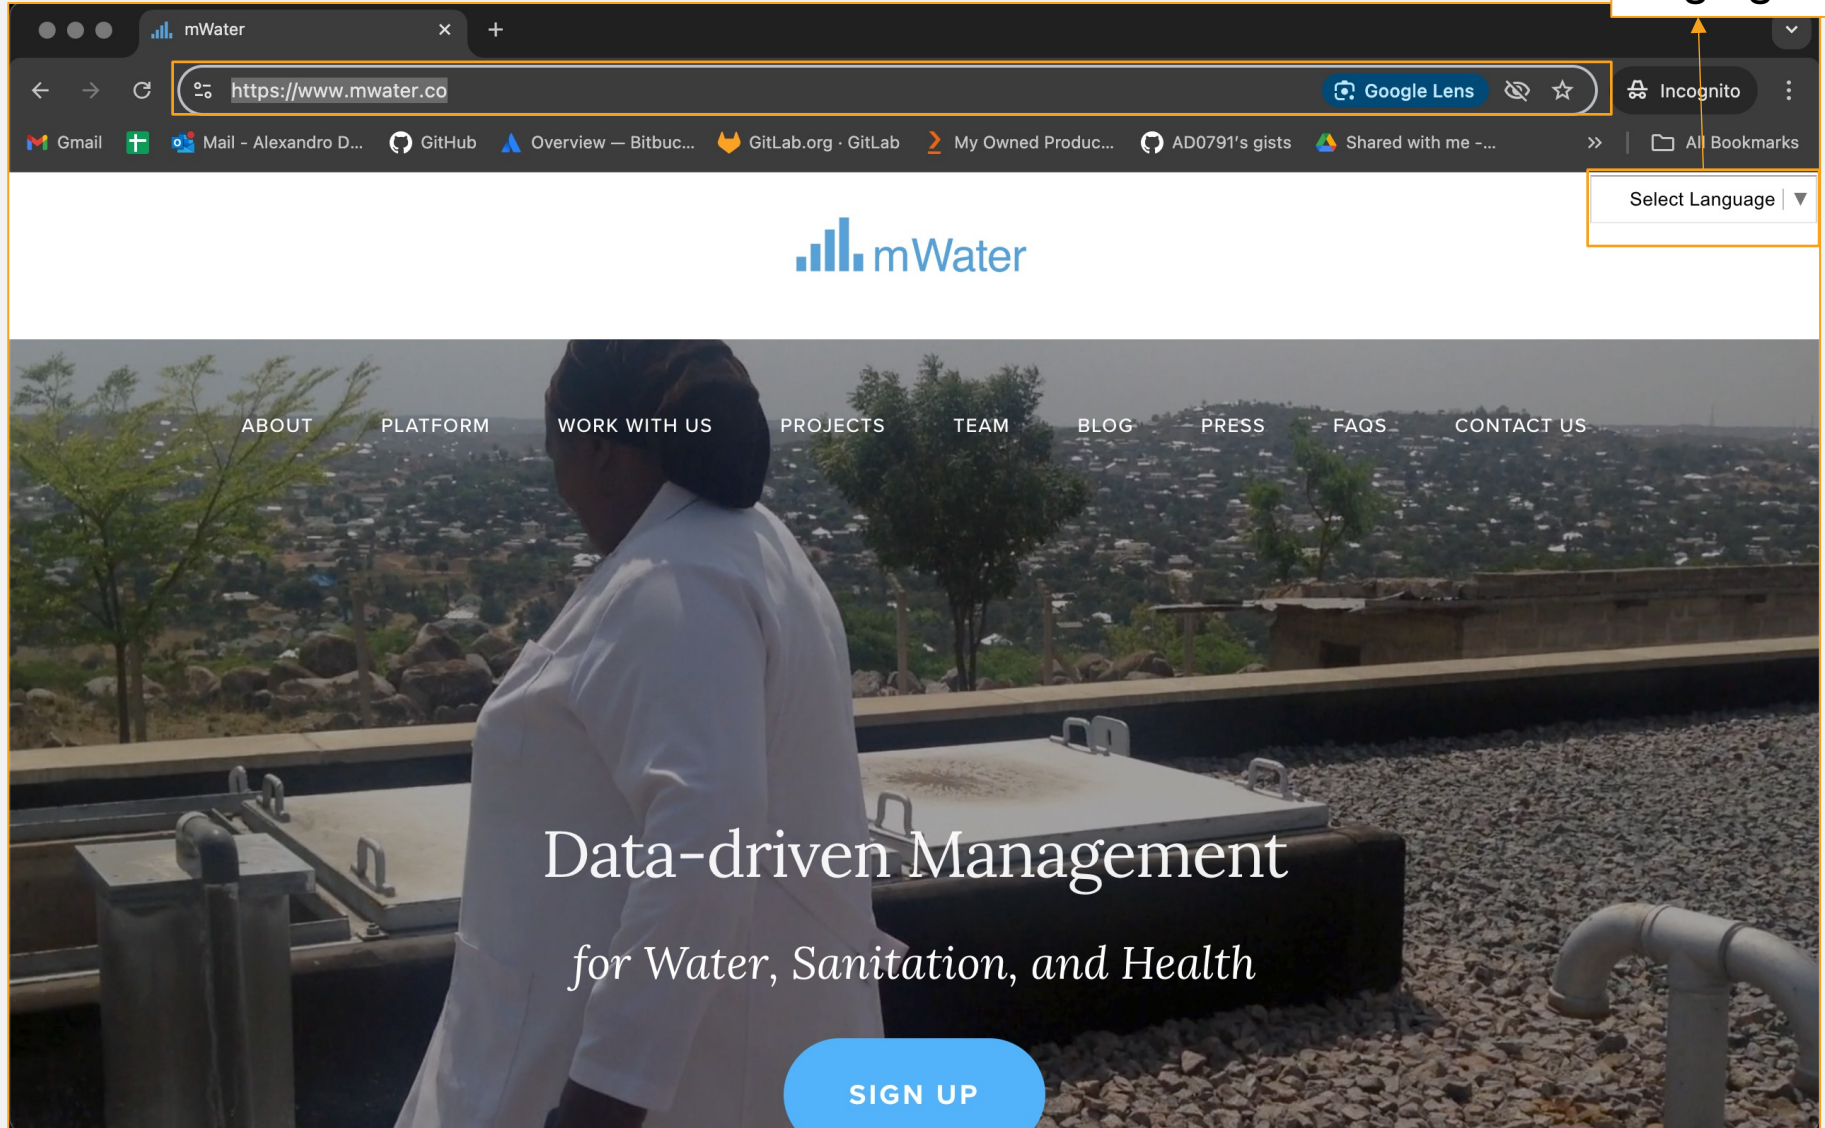 mWater
https://www.mwater.co
Google Lens
Incognito
Gmail
Mail - Alexandro D...
GitHub
Overview — Bitbuc...
GitLab.org · GitLab
My Owned Produc...
AD0791's gists
Shared with me -...
All Bookmarks
Select Language
mWater
ABOUT PLATFORM WORK WITH US PROJECTS TEAM BLOG PRESS FAQS CONTACT US
Data-driven Management
for Water, Sanitation, and Health
SIGN UP